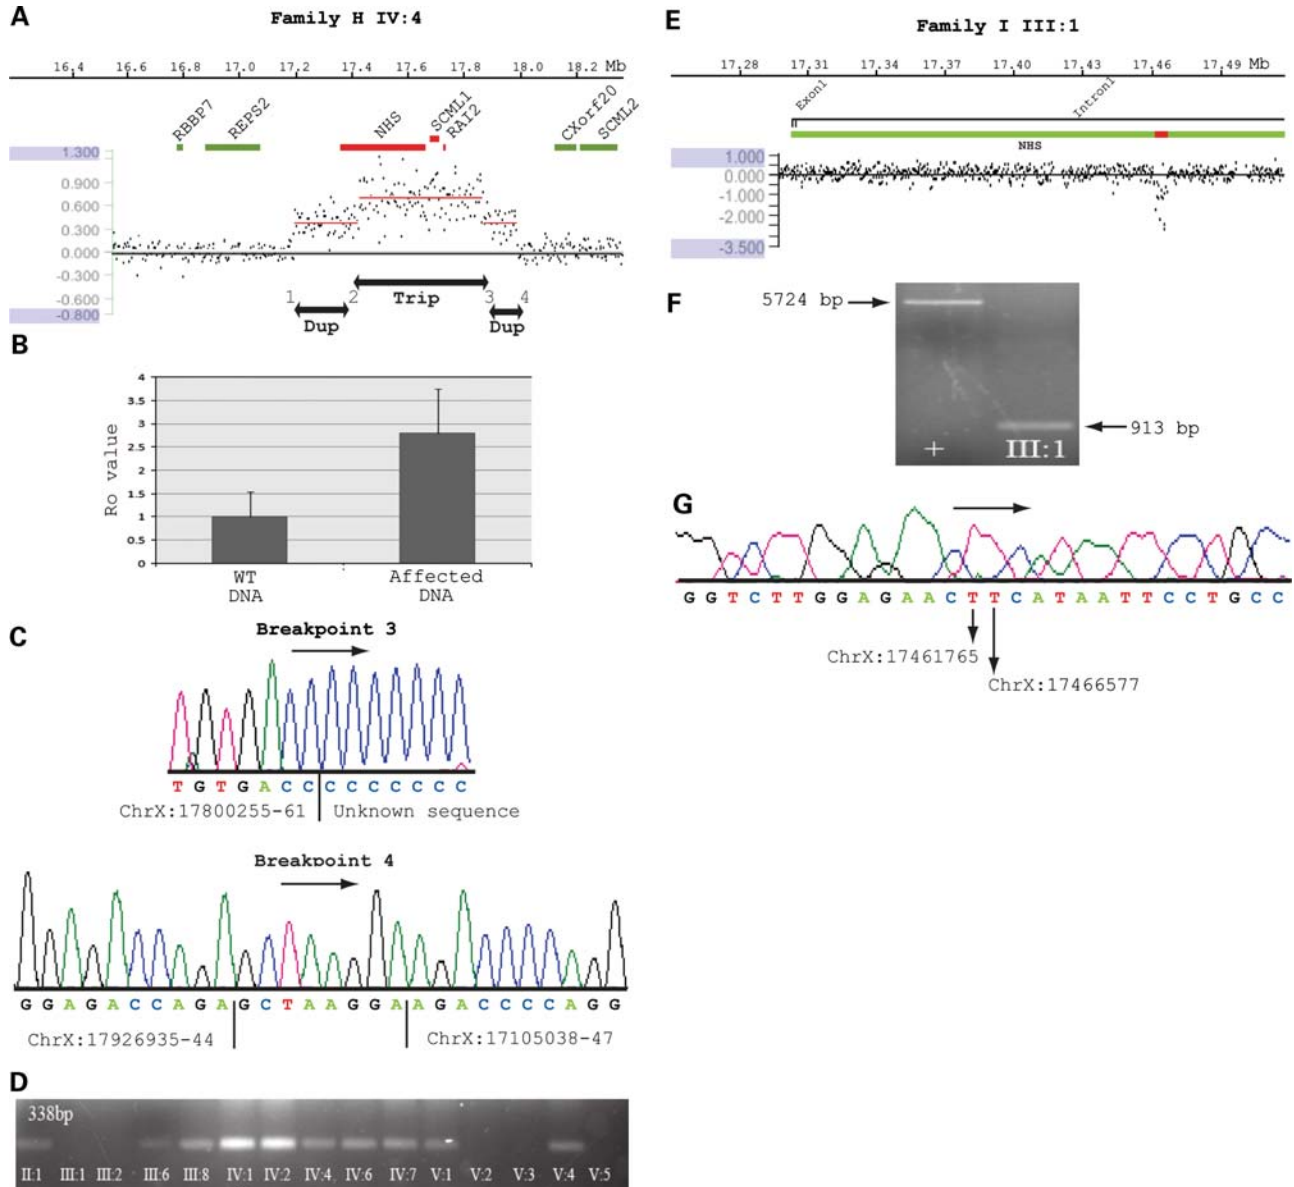 A
Family H IV:4
16.4 16.6 16.8 17.0 17.2 17.4 17.6 17.8 18.0 18.2 Mb
RBBP7 REPS2 NHS SCML1 RAI2 CXorf20 SCML2
1.300
0.900
0.600
0.300
0.000
-0.300
-0.600
-0.800
1 2 3 4
Trip
Dup Dup
B
Ro value
4
3.5
3
2.5
2
1.5
1
0.5
0
WT DNA
Affected DNA
C
Breakpoint 3
T G T G A C C C C C C C C C
ChrX:17800255-61 Unknown sequence
Breakpoint 4
G G A G A C C A G A G C T A A G G A A G A C C C C A G G
ChrX:17926935-44 ChrX:17105038-47
D
338bp
II:1 III:1 III:2 III:6 III:8 IV:1 IV:2 IV:4 IV:6 IV:7 V:1 V:2 V:3 V:4 V:5
E
Family I III:1
17.28 17.31 17.34 17.37 17.40 17.43 17.46 17.49 Mb
Exon1 Intron1
NHS
1.000
0.000
-1.000
-2.000
-3.500
F
5724 bp
913 bp
+ III:1
G
G G T C T T G G A G A A C T T C A T A A T T C C T G C C
ChrX:17461765
ChrX:17466577